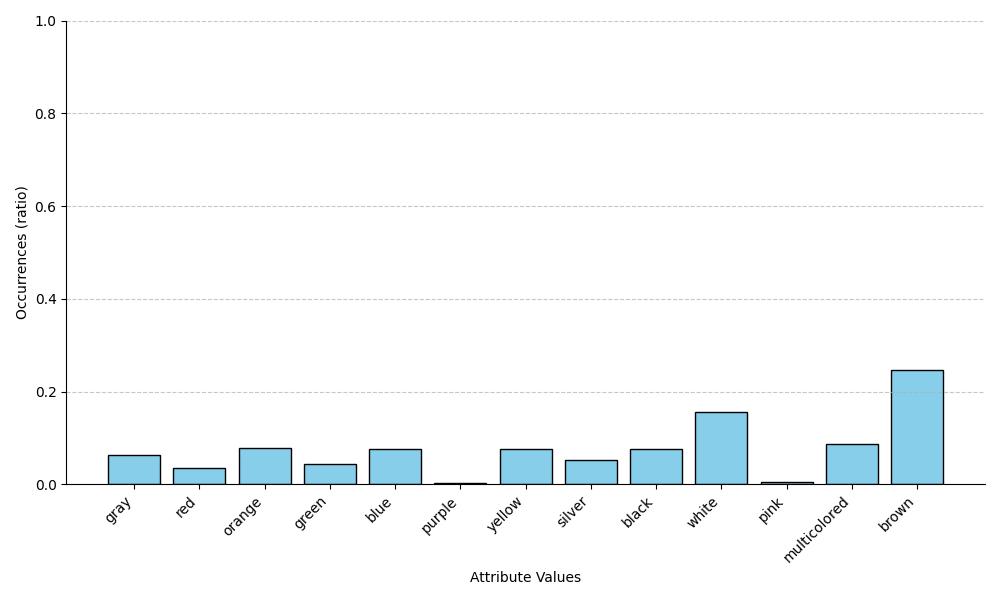 1.0
0.8
0.6
0.4
0.2
0.0
Occurrences (ratio)
gray
red
orange
green
blue
purple
yellow
silver
black
white
pink
multicolored
brown
Attribute Values